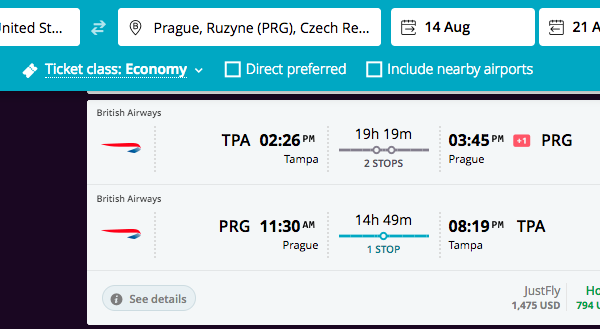 nited St...
Prague, Ruzyne (PRG), Czech Re...
14 Aug
21 A
Ticket class: Economy
Direct preferred
Include nearby airports
British Airways
TPA 02:26 PM
19h 19m
03:45 PM +1 PRG
Tampa
2 STOPS
Prague
British Airways
PRG 11:30 AM
14h 49m
08:19 PM TPA
Prague
1 STOP
Tampa
See details
JustFly
Ho
1,475 USD
794 U